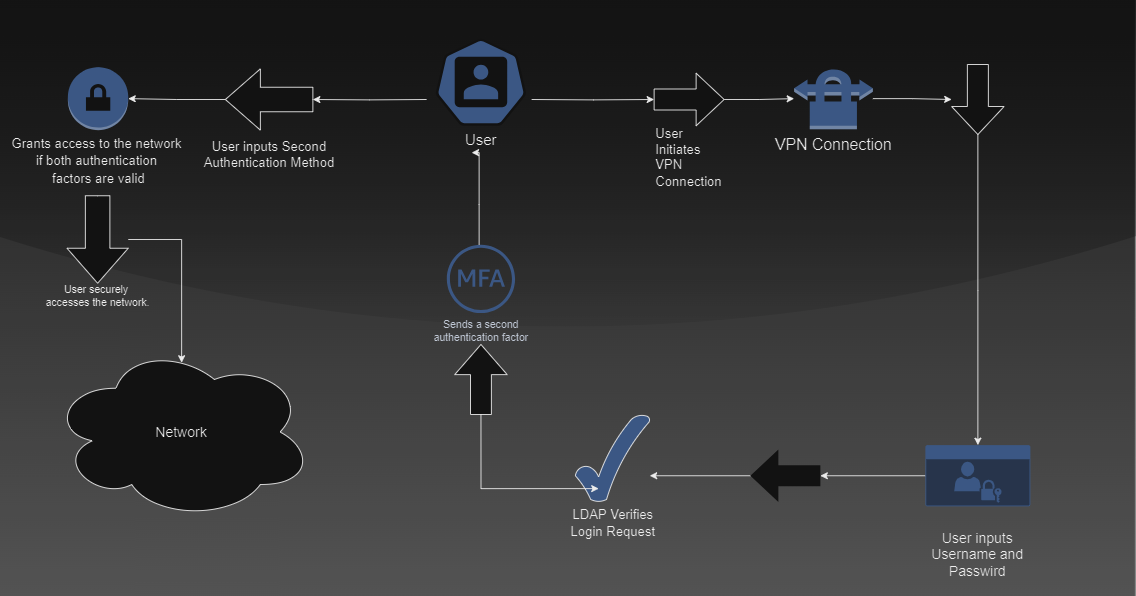 User
User
Initiates
VPN
Connection
VPN Connection
User inputs
Username and
Passwird
LDAP Verifies
Login Request
MFA
Sends a second
authentication factor
User inputs Second
Authentication Method
Grants access to the network
if both authentication
factors are valid
User securely
accesses the network.
Network